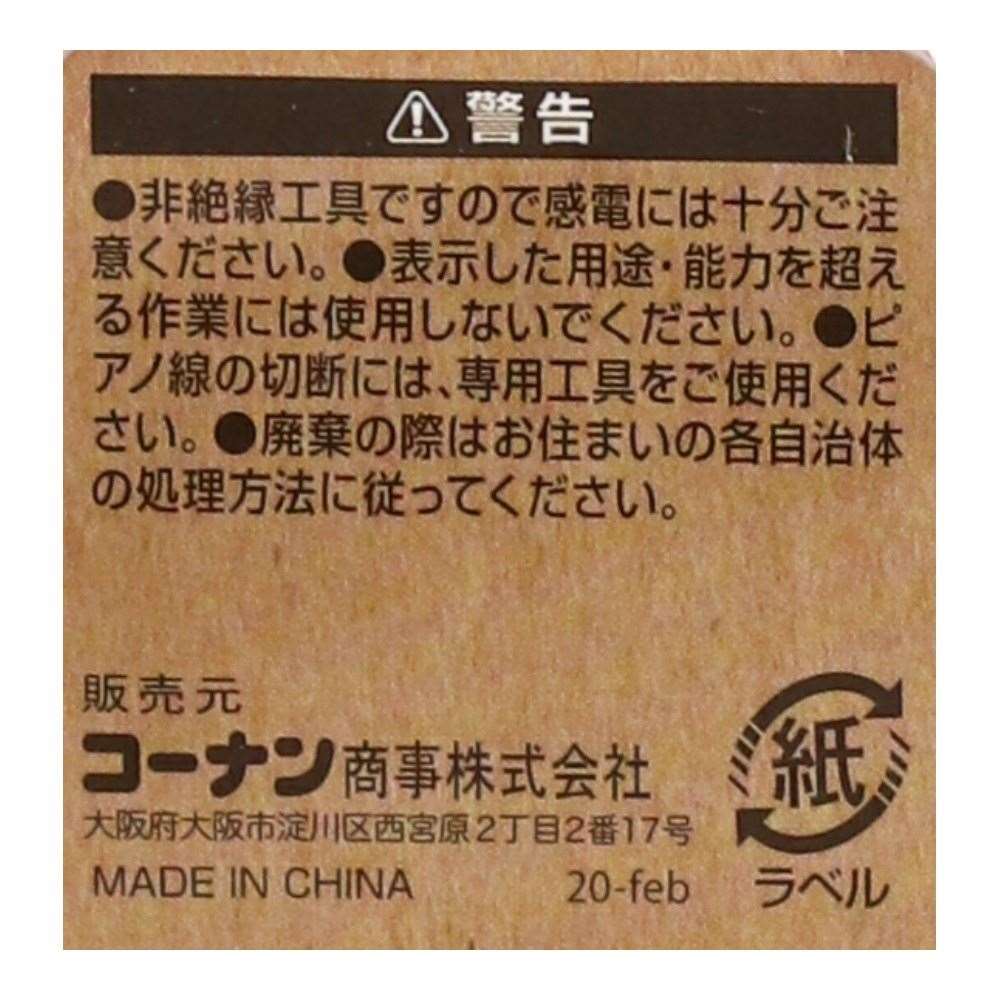 ⚠警告
●非絶縁工具ですので感電には十分ご注
意ください。●表示した用途・能力を超え
る作業には使用しないでください。●ピ
アノ線の切断には、専用工具をご使用くだ
さい。●廃棄の際はお住まいの各自治体
の処理方法に従ってください。
販売元
コーナン商事株式会社
大阪府大阪市淀川区西宮原2丁目2番17号
MADE IN CHINA 20-feb
紙
ラベル